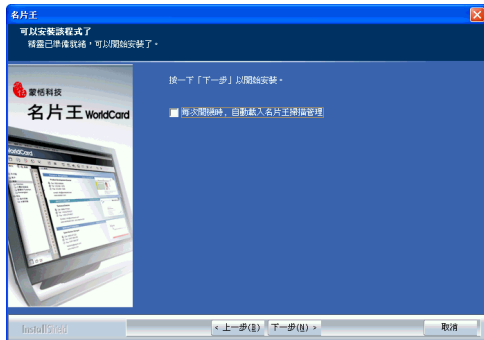 名片王
可以安裝該程式了
精靈已準備就緒，可以開始安裝了。
蒙恬科技
名片王 WorldCard
按一下「下一步」以開始安裝。
每次開機時，自動載入名片王掃描管理
WorldCard
InstallShield
< 上一步(B)
下一步(N) >
取消